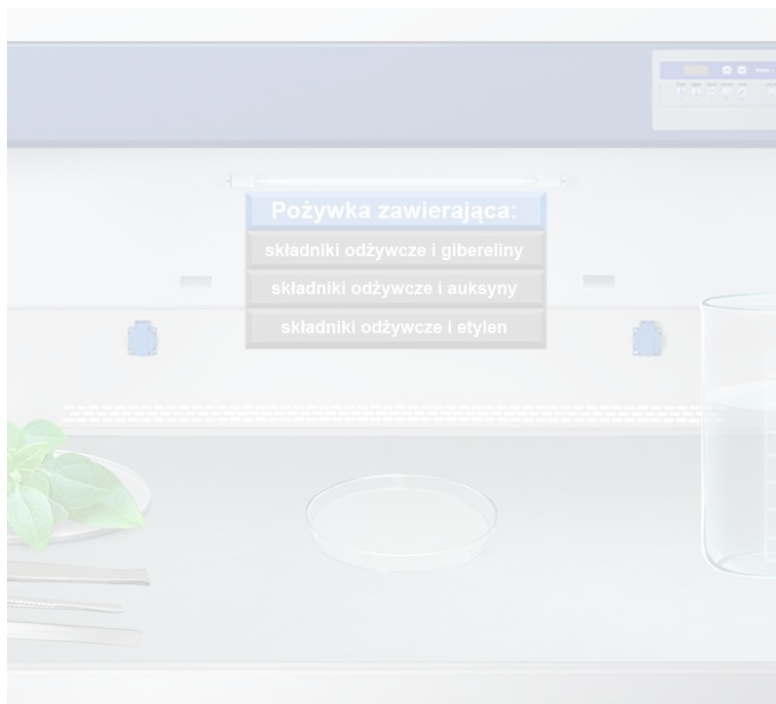 Pożywka zawierająca:
składniki odżywcze i gibereliny
składniki odżywcze i auksyny
składniki odżywcze i etylen